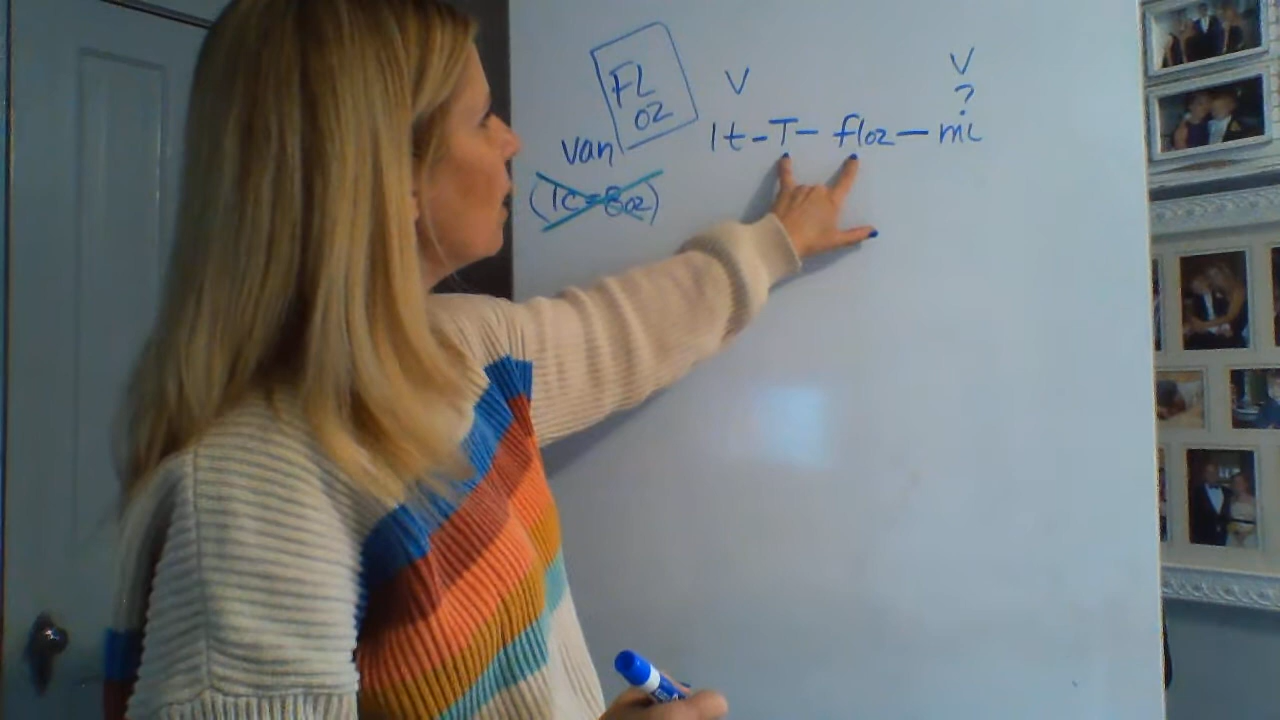 FL
OZ
van
(1c = 8oz)
V
1t - T - floz - mL
V
?